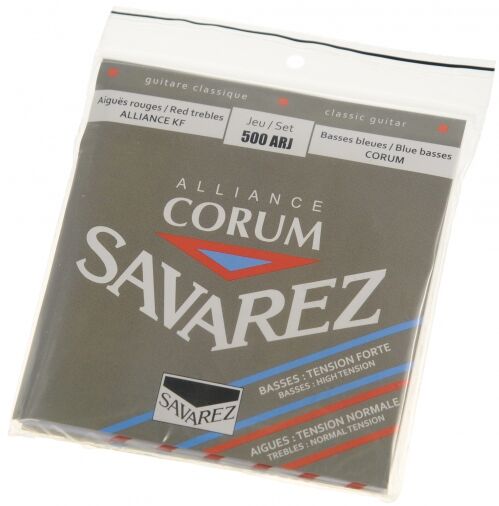 guitare classique
classic guitar
Aiguës rouges / Red trebles
ALLIANCE KF
Jeu / Set
500 ARJ
Basses bleues / Blue basses
CORUM
ALLIANCE
CORUM
SAVAREZ
BASSES : TENSION FORTE
BASSES : HIGH TENSION
AIGUES : TENSION NORMALE
TREBLES : NORMAL TENSION
SAVAREZ